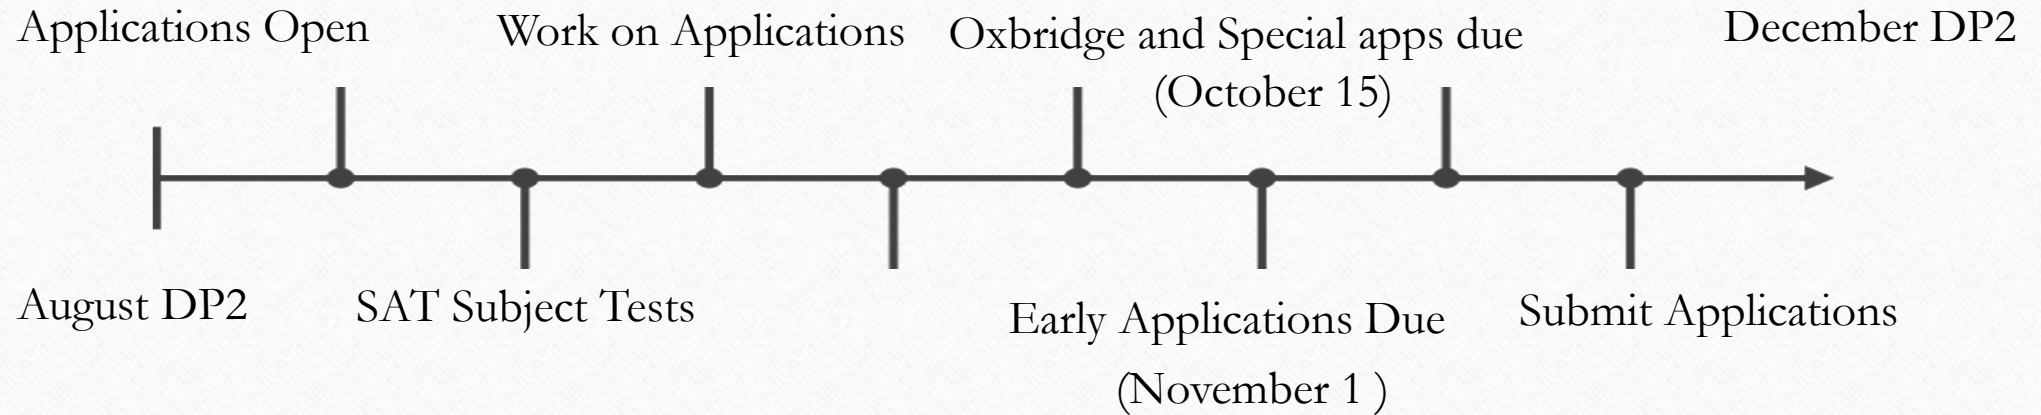 Applications Open
Work on Applications
Oxbridge and Special apps due
(October 15)
December DP2
August DP2
SAT Subject Tests
Early Applications Due
(November 1 )
Submit Applications